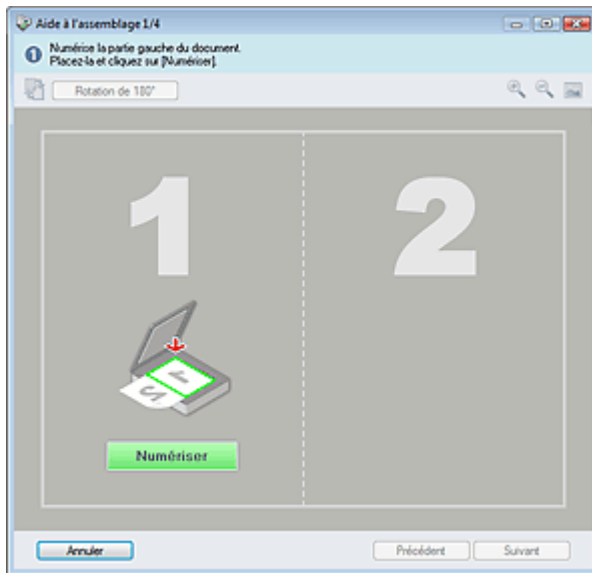 Aide à l'assemblage 1/4
1 Numérise la partie gauche du document.
Placez-la et cliquez sur [Numériser].
Rotation de 180°
1 2
Numériser
Annuler Précédent Suivant